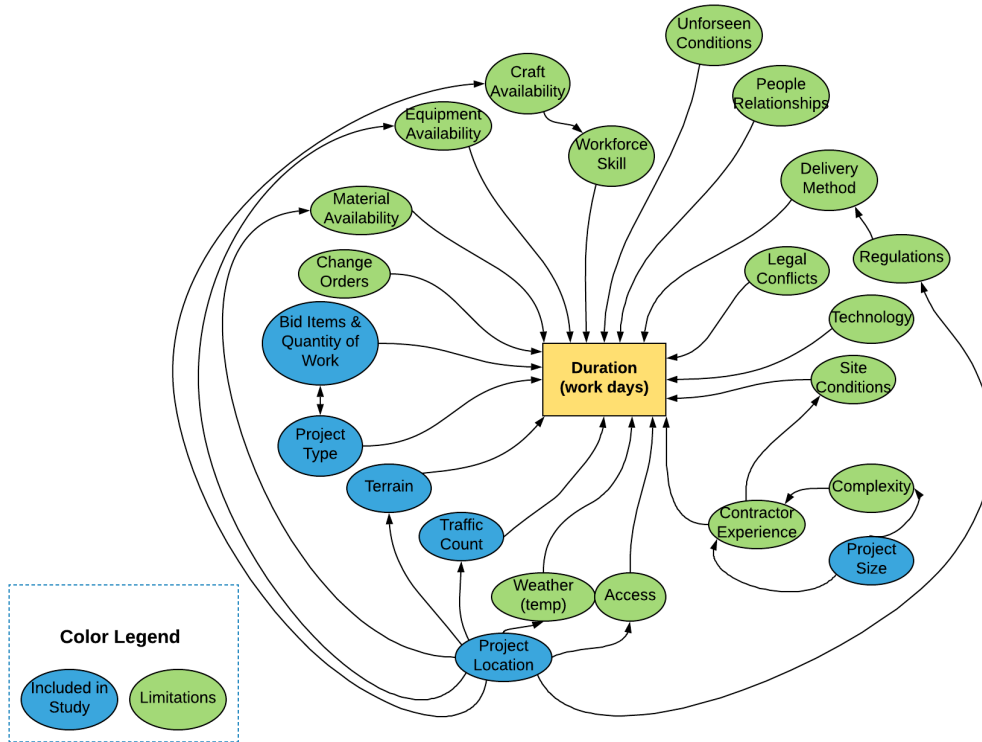 Unforseen
Conditions
Craft
Availability
People
Relationships
Equipment
Availability
Workforce
Skill
Delivery
Method
Material
Availability
Regulations
Change
Orders
Legal
Conflicts
Bid Items &
Quantity of
Work
Technology
Duration
(work days)
Site
Conditions
Project
Type
Terrain
Complexity
Traffic
Count
Contractor
Experience
Project
Size
Weather
(temp)
Access
Project
Location
Color Legend
Included in
Study
Limitations